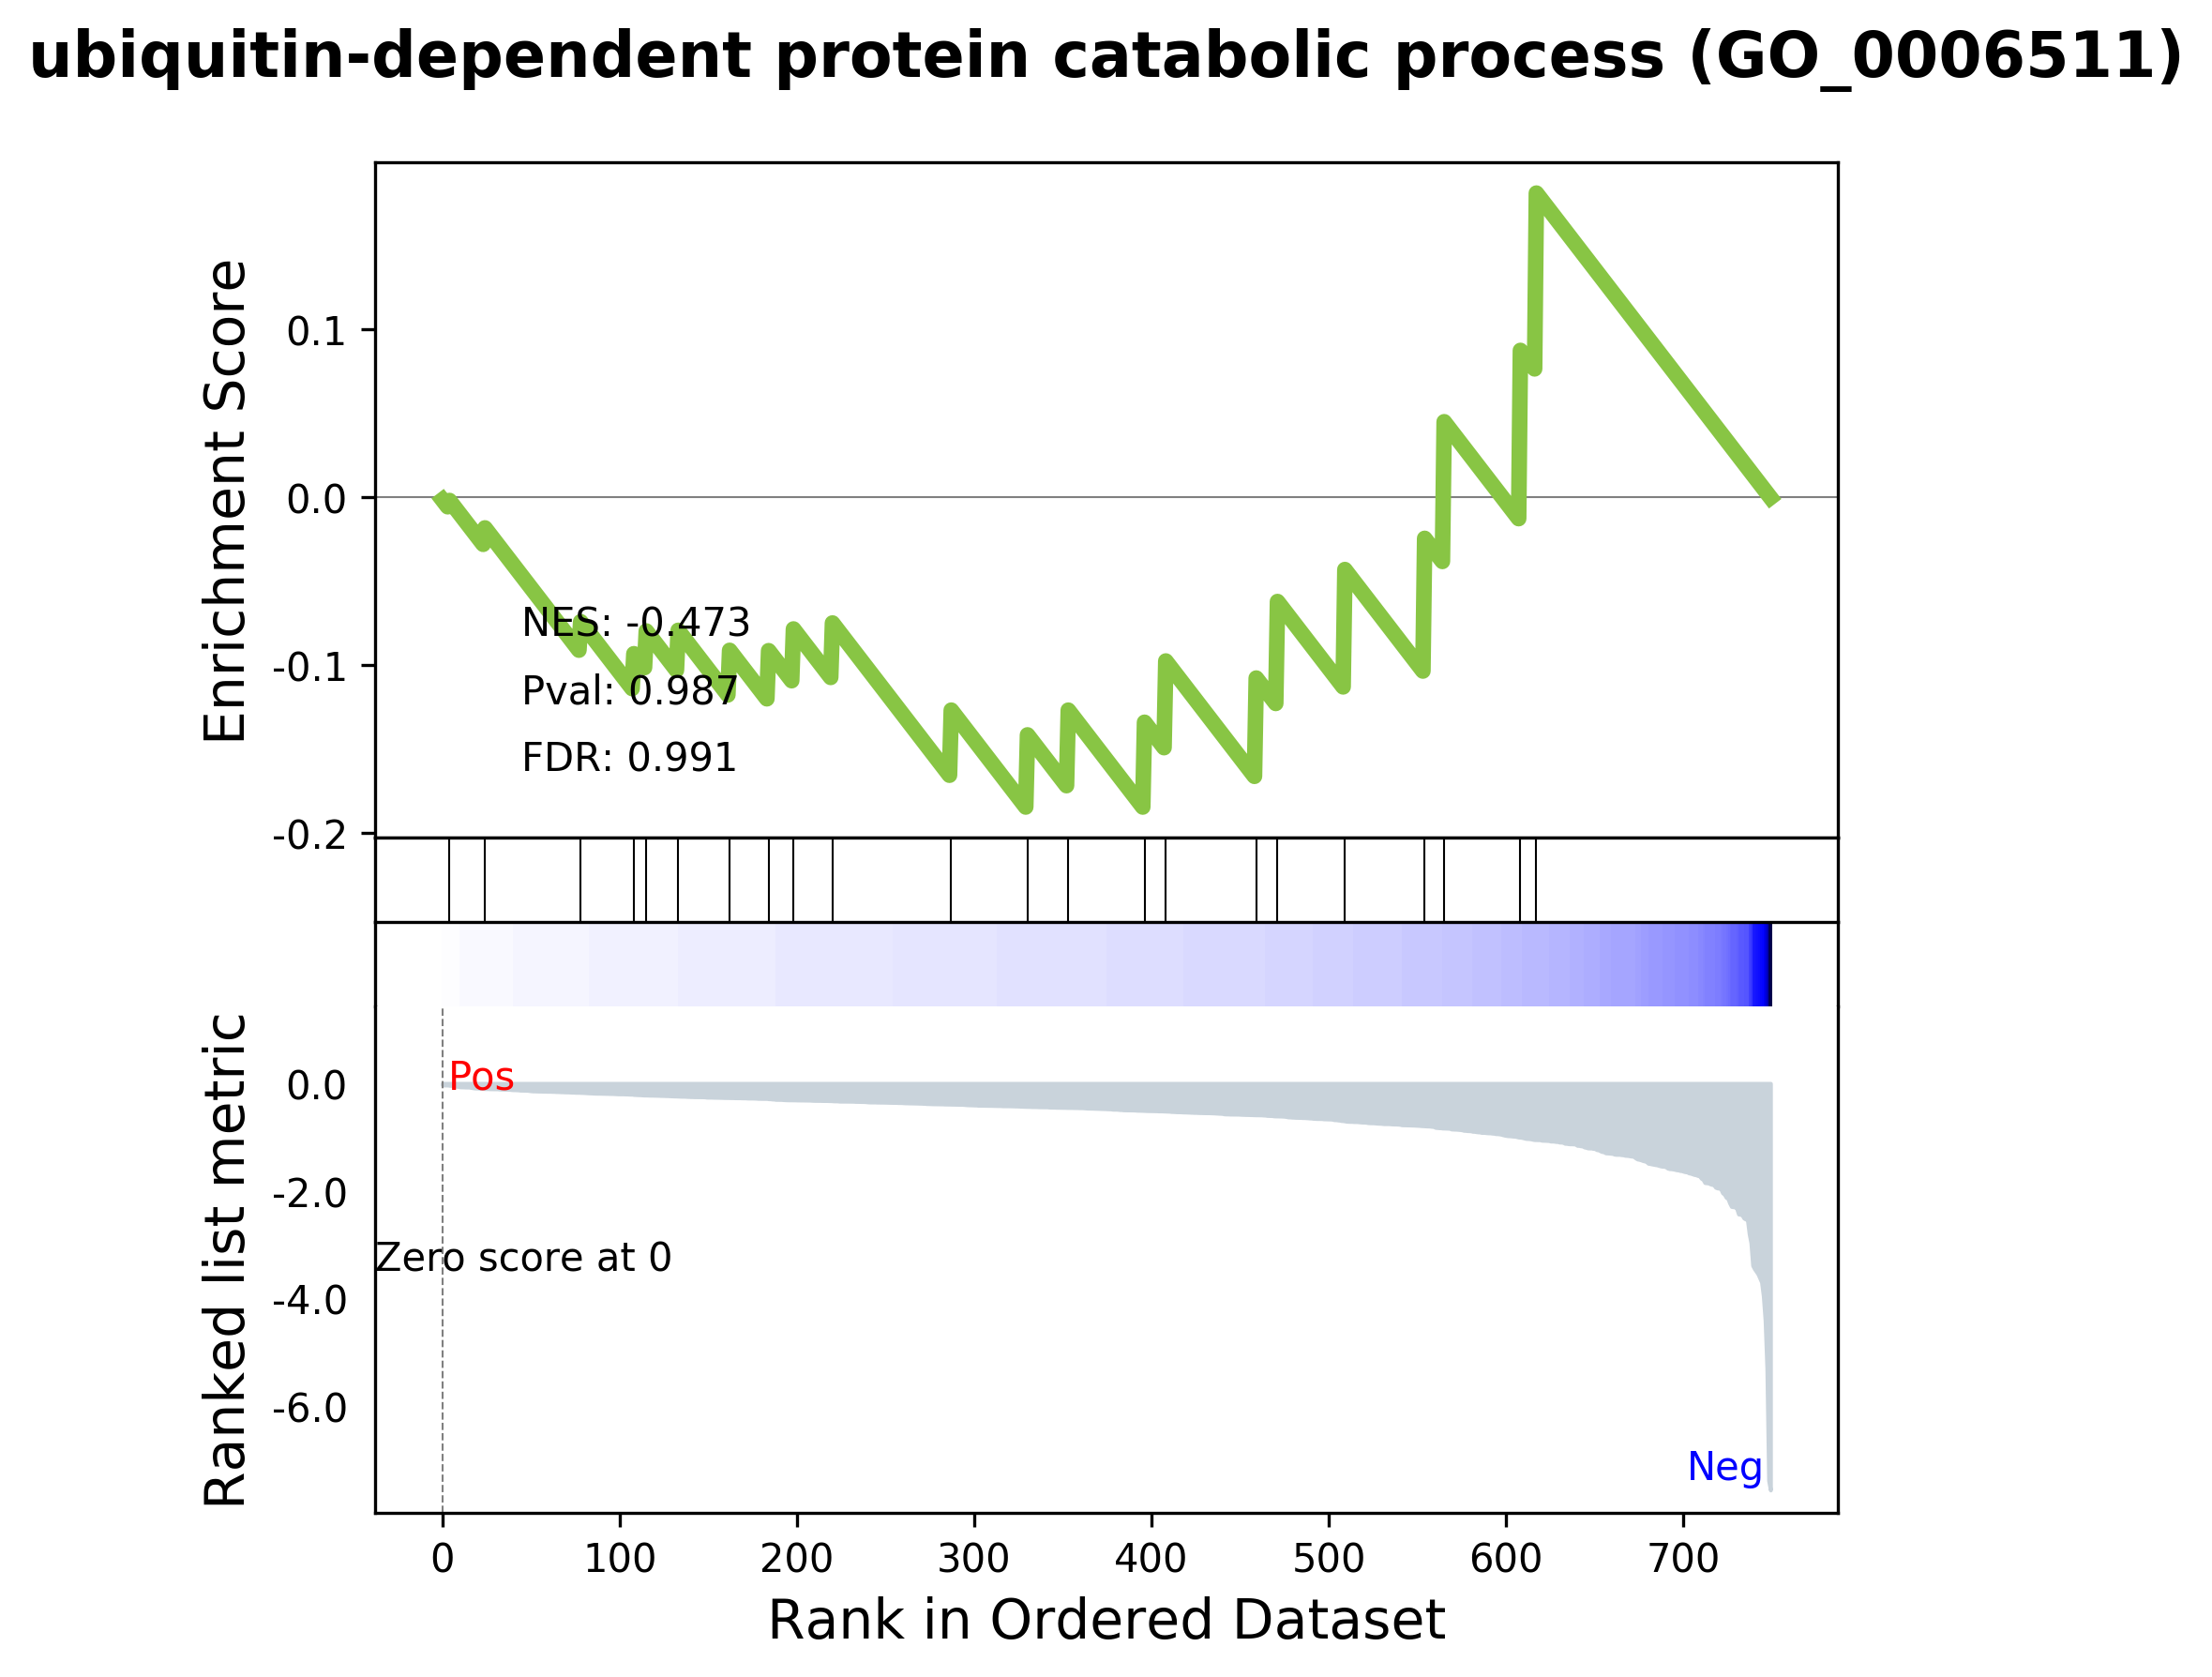 ubiquitin-dependent protein catabolic process (GO_0006511)
Enrichment Score
0.1
0.0
-0.1
-0.2
NES: -0.473
Pval: 0.987
FDR: 0.991
Ranked list metric
0.0
-2.0
-4.0
-6.0
Pos
Zero score at 0
Neg
0 100 200 300 400 500 600 700
Rank in Ordered Dataset